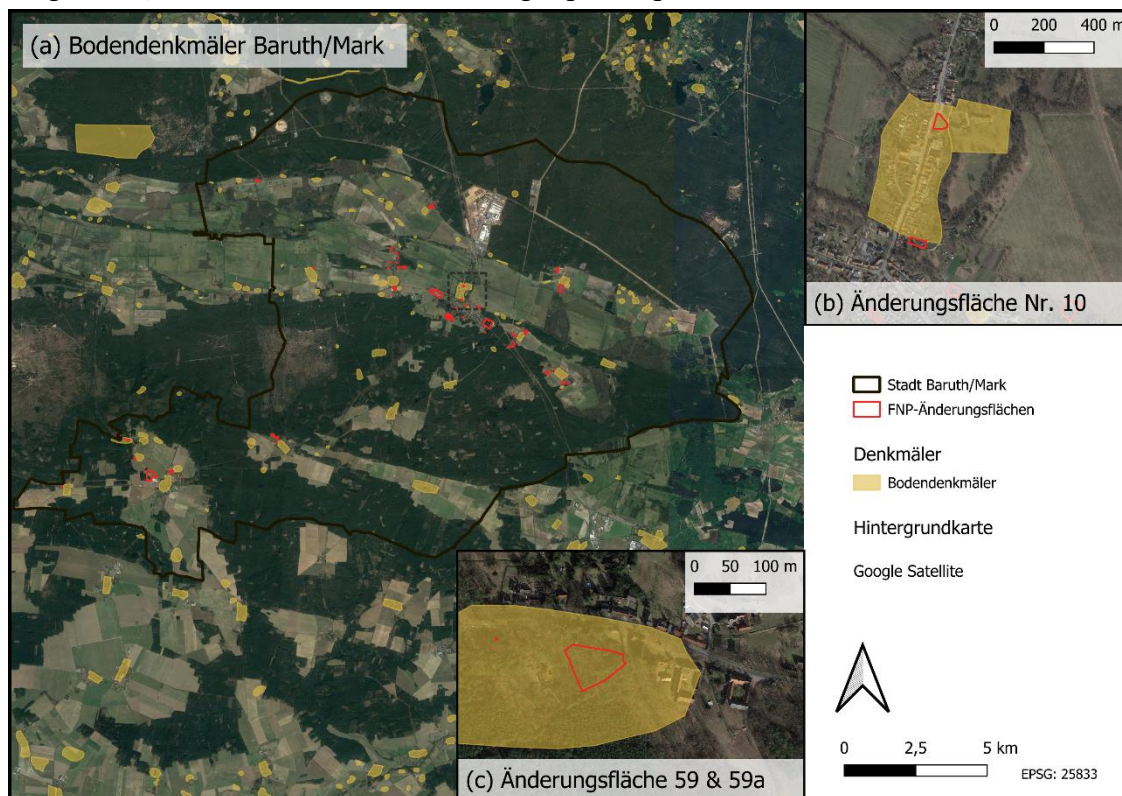 (a) Bodendenkmäler Baruth/Mark
0 200 400 m
(b) Änderungsfläche Nr. 10
Stadt Baruth/Mark
FNP-Änderungsflächen
Denkmäler
Bodendenkmäler
Hintergrundkarte
Google Satellite
0 50 100 m
(c) Änderungsfläche 59 & 59a
0 2,5 5 km
EPSG: 25833